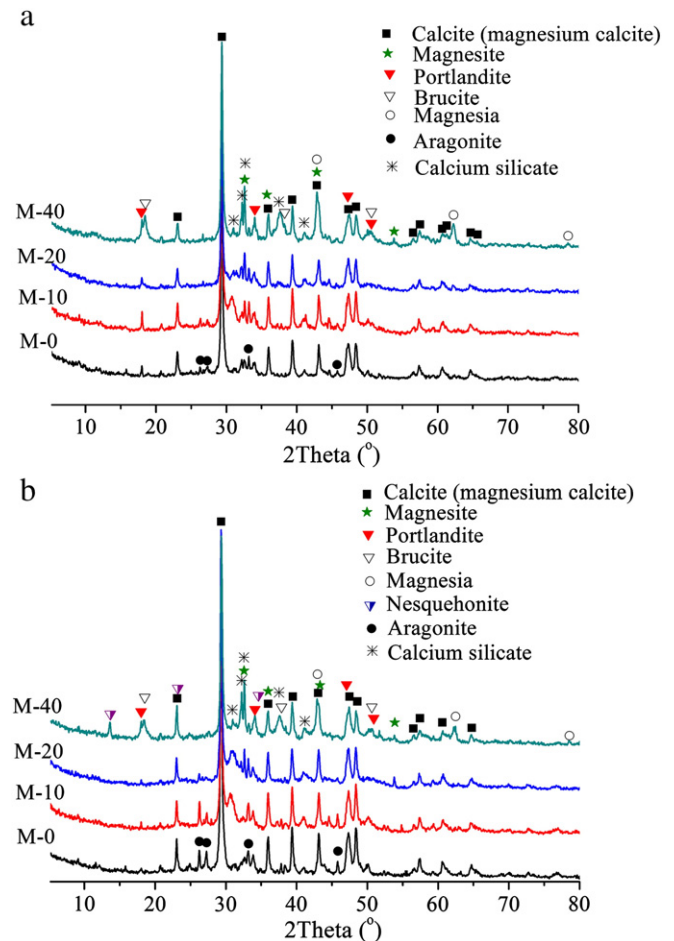 a
Calcite (magnesium calcite)
Magnesite
Portlandite
Brucite
Magnesia
Aragonite
Calcium silicate
M-40
M-20
M-10
M-0
10 20 30 40 50 60 70 80
2Theta (°)
b
Calcite (magnesium calcite)
Magnesite
Portlandite
Brucite
Magnesia
Nesquehonite
Aragonite
Calcium silicate
M-40
M-20
M-10
M-0
10 20 30 40 50 60 70 80
2Theta (°)